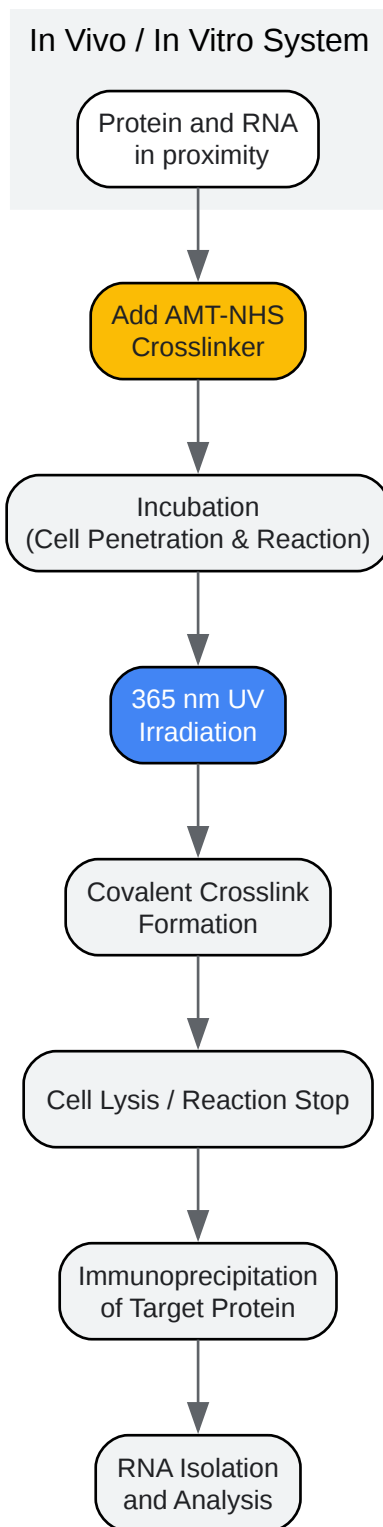 In Vivo / In Vitro System
Protein and RNA
in proximity
Add AMT-NHS
Crosslinker
Incubation
(Cell Penetration & Reaction)
365 nm UV
Irradiation
Covalent Crosslink
Formation
Cell Lysis / Reaction Stop
Immunoprecipitation
of Target Protein
RNA Isolation
and Analysis